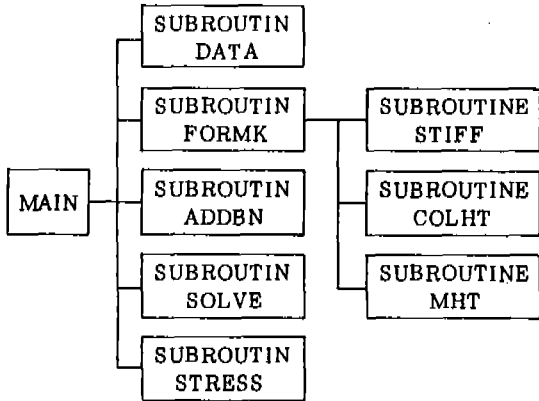 SUBROUTIN
DATA
SUBROUTIN
FORMK
SUBROUTINE
STIFF
MAIN
SUBROUTIN
ADDBN
SUBROUTINE
COLHT
SUBROUTIN
SOLVE
SUBROUTINE
MHT
SUBROUTIN
STRESS